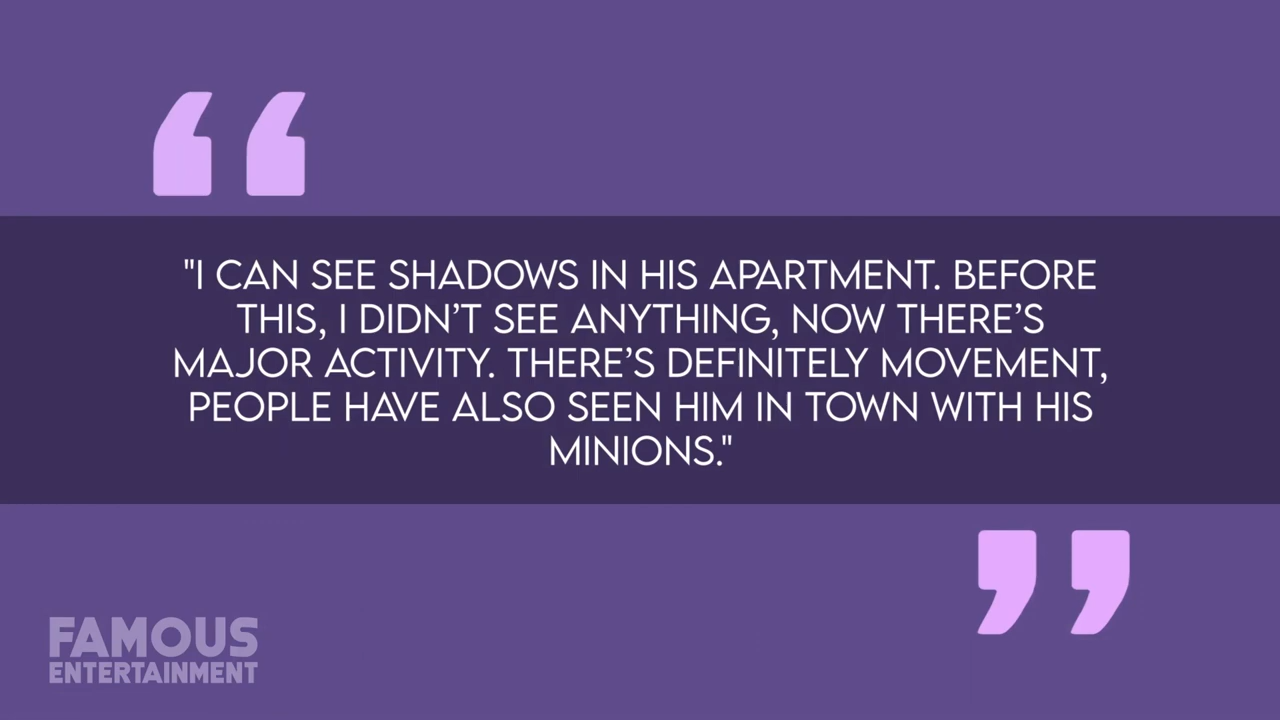 "I CAN SEE SHADOWS IN HIS APARTMENT. BEFORE
THIS, I DIDN’T SEE ANYTHING, NOW THERE’S
MAJOR ACTIVITY. THERE’S DEFINITELY MOVEMENT,
PEOPLE HAVE ALSO SEEN HIM IN TOWN WITH HIS
MINIONS."
FAMOUS
ENTERTAINMENT